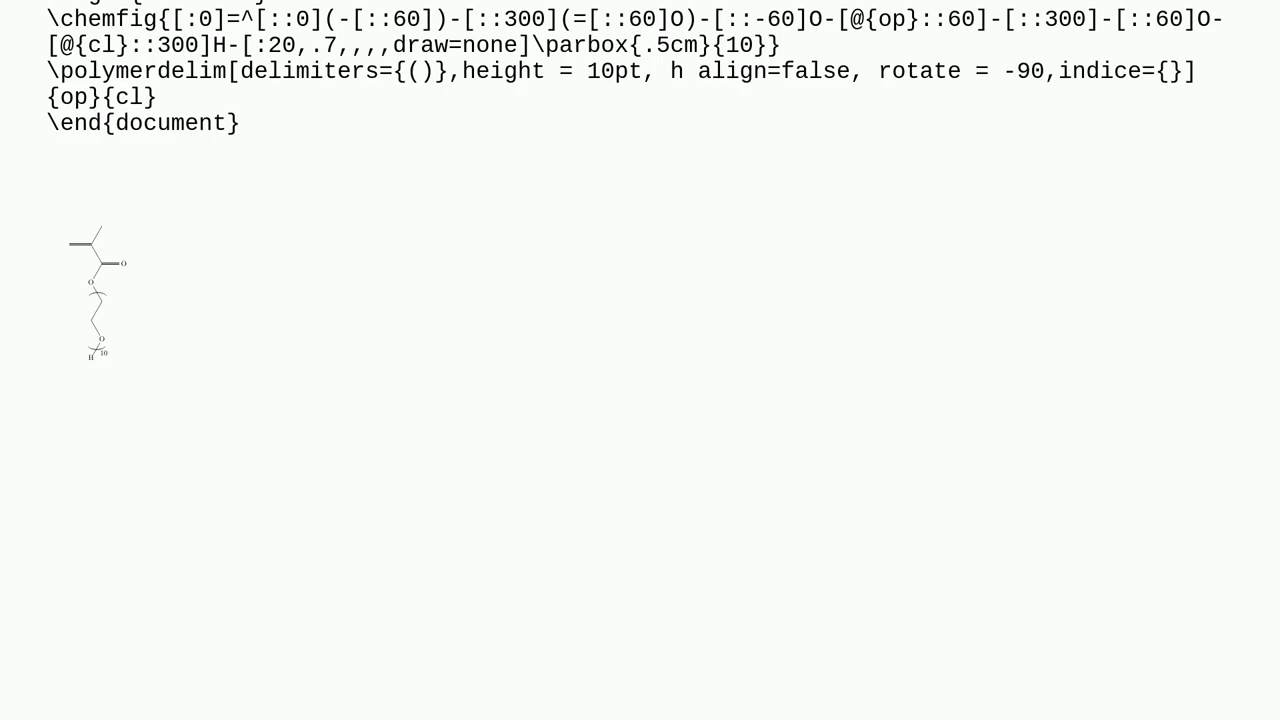 \chemfig{[:0]=^[::0](-[::60])-[::300](=[::60]O)-[::-60]O-[@{op}::60]-[::300]-[::60]O-
[@{cl}::300]H-[:20,.7,,,,draw=none]\parbox{.5cm}{10}}
\polymerdelim[delimiters={()},height = 10pt, h align=false, rotate = -90,indice={}]
{op}{cl}
\end{document}
O
O
O
H 10